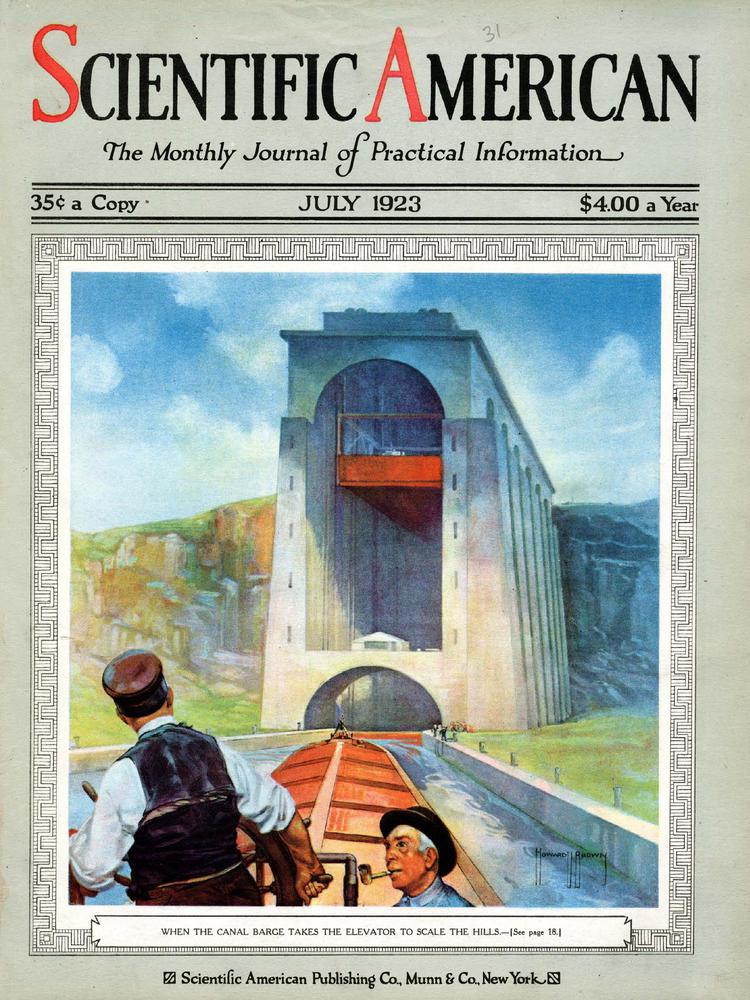 31
SCIENTIFIC AMERICAN
The Monthly Journal of Practical Information
35¢ a Copy
JULY 1923
$4.00 a Year
HOWARD V. BROWN
WHEN THE CANAL BARGE TAKES THE ELEVATOR TO SCALE THE HILLS.—[See page 18.]
Scientific American Publishing Co., Munn & Co., New York